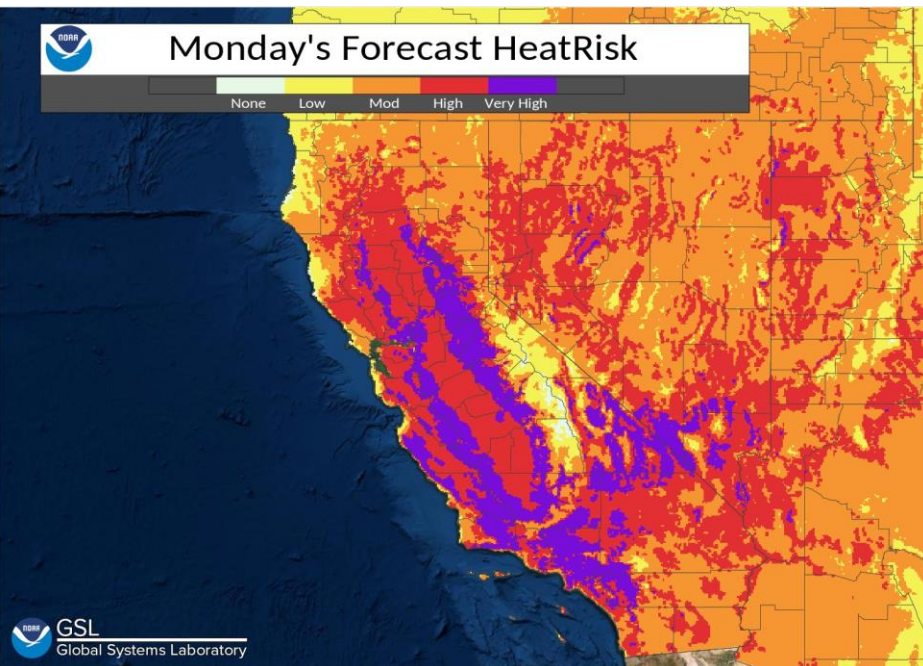 NOAA
Monday's Forecast HeatRisk
None Low Mod High Very High
NOAA
GSL
Global Systems Laboratory